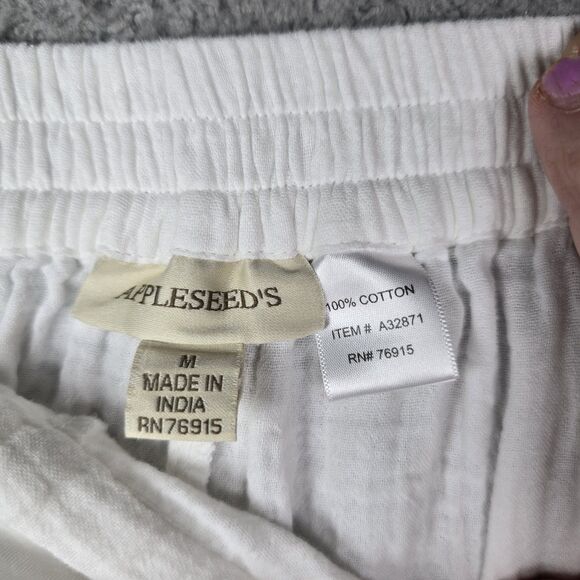 APPLESEED'S
M
MADE IN
INDIA
RN76915
100% COTTON
ITEM # A32871
RN# 76915